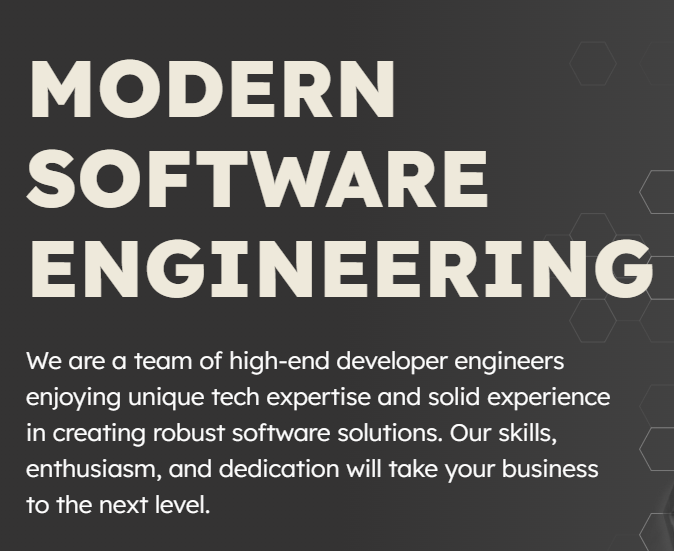 MODERN
SOFTWARE
ENGINEERING
We are a team of high-end developer engineers
enjoying unique tech expertise and solid experience
in creating robust software solutions. Our skills,
enthusiasm, and dedication will take your business
to the next level.